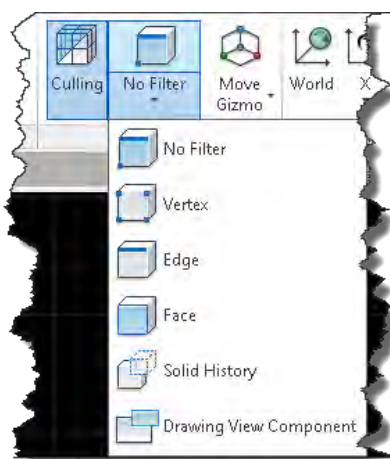 Culling
No Filter
Move
Gizmo
World
X
No Filter
Vertex
Edge
Face
Solid History
Drawing View Component